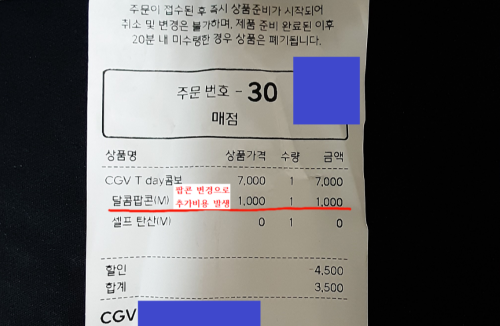 주문이 접수된 후 즉시 상품준비가 시작되어
취소 및 변경은 불가하며, 제품 준비 완료된 이후
20분 내 미수령한 경우 상품은 폐기됩니다.
주문 번호 - 30
매점
상품명 상품가격 수량 금액
CGV T day콤보 7,000 1 7,000
팝콘 변경으로
추가비용 발생
달콤팝콘(M) 1,000 1 1,000
셀프 탄산(M) 0 1 0
할인 -4,500
합계 3,500
CGV